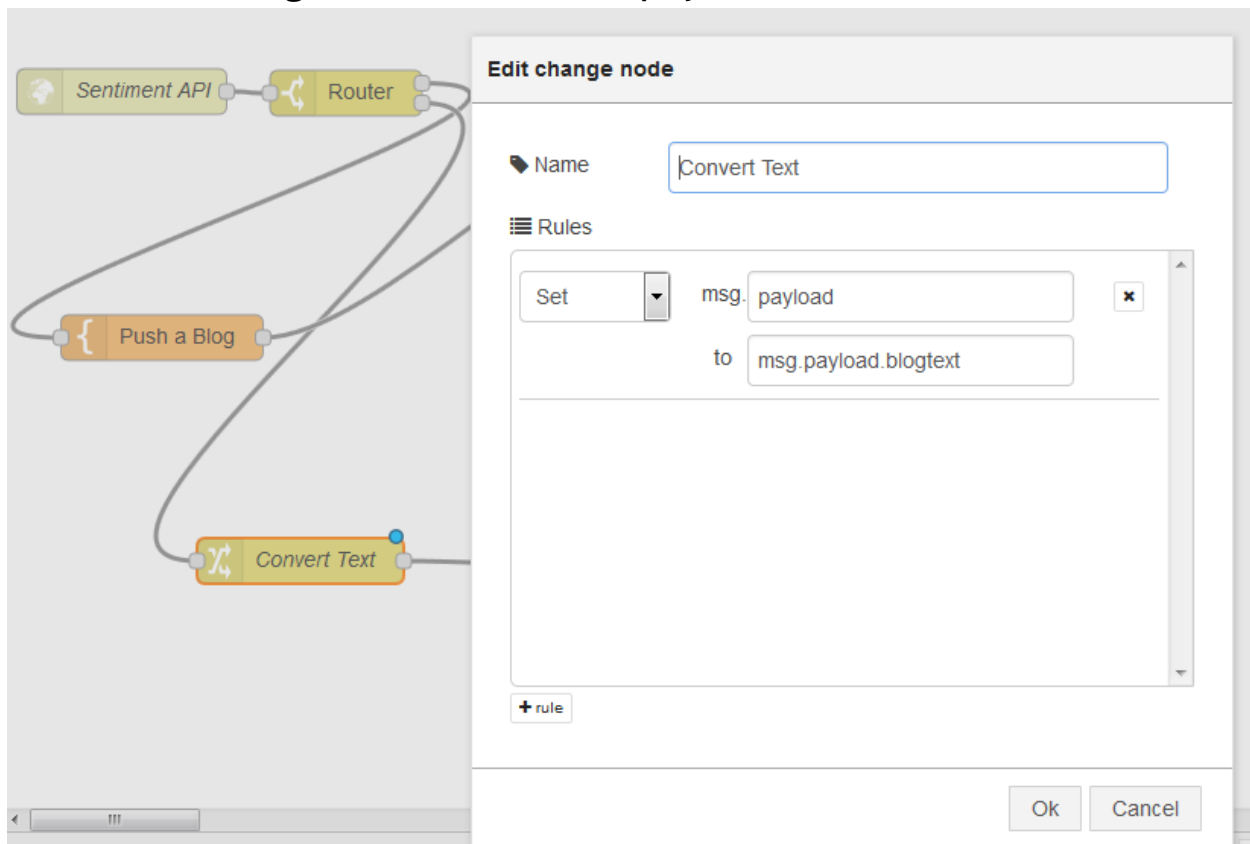 Edit change node
Sentiment API
Router
Name
Convert Text
Rules
Set
msg.
payload
to
msg.payload.blogtext
Push a Blog
Convert Text
+ rule
Ok
Cancel